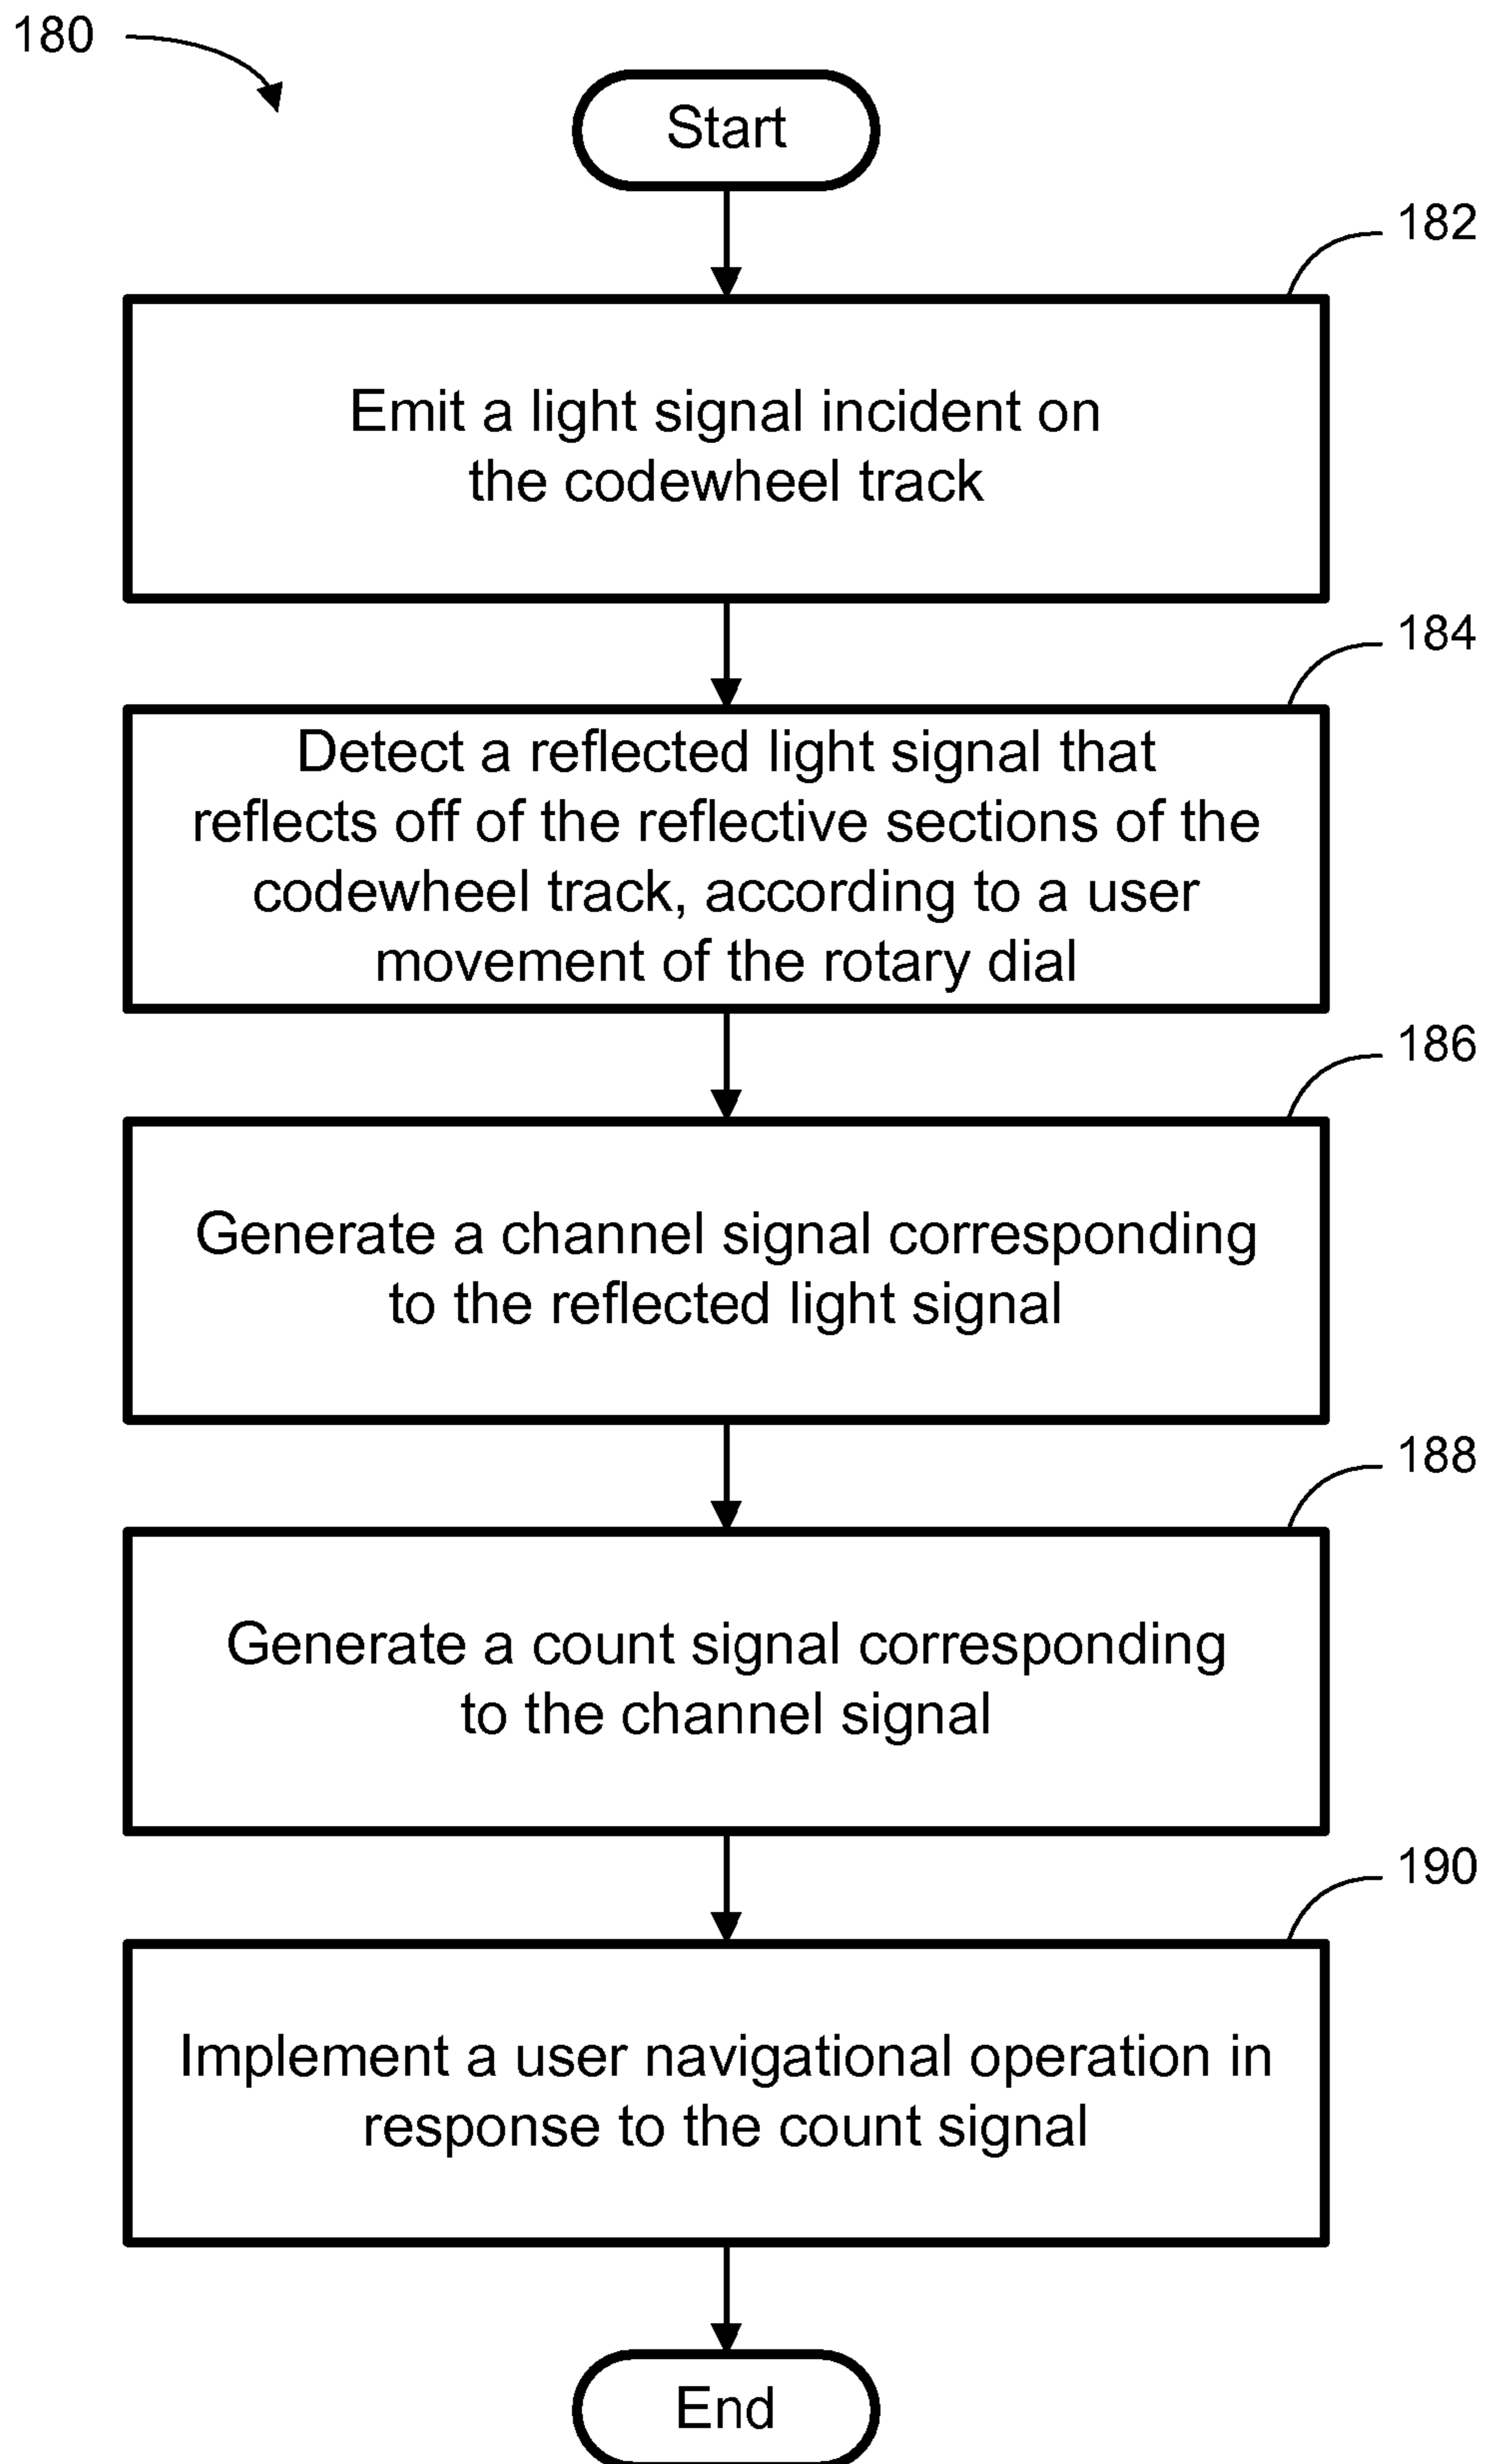 180
Start
182
Emit a light signal incident on
the codewheel track
184
Detect a reflected light signal that
reflects off of the reflective sections of the
codewheel track, according to a user
movement of the rotary dial
186
Generate a channel signal corresponding
to the reflected light signal
188
Generate a count signal corresponding
to the channel signal
190
Implement a user navigational operation in
response to the count signal
End